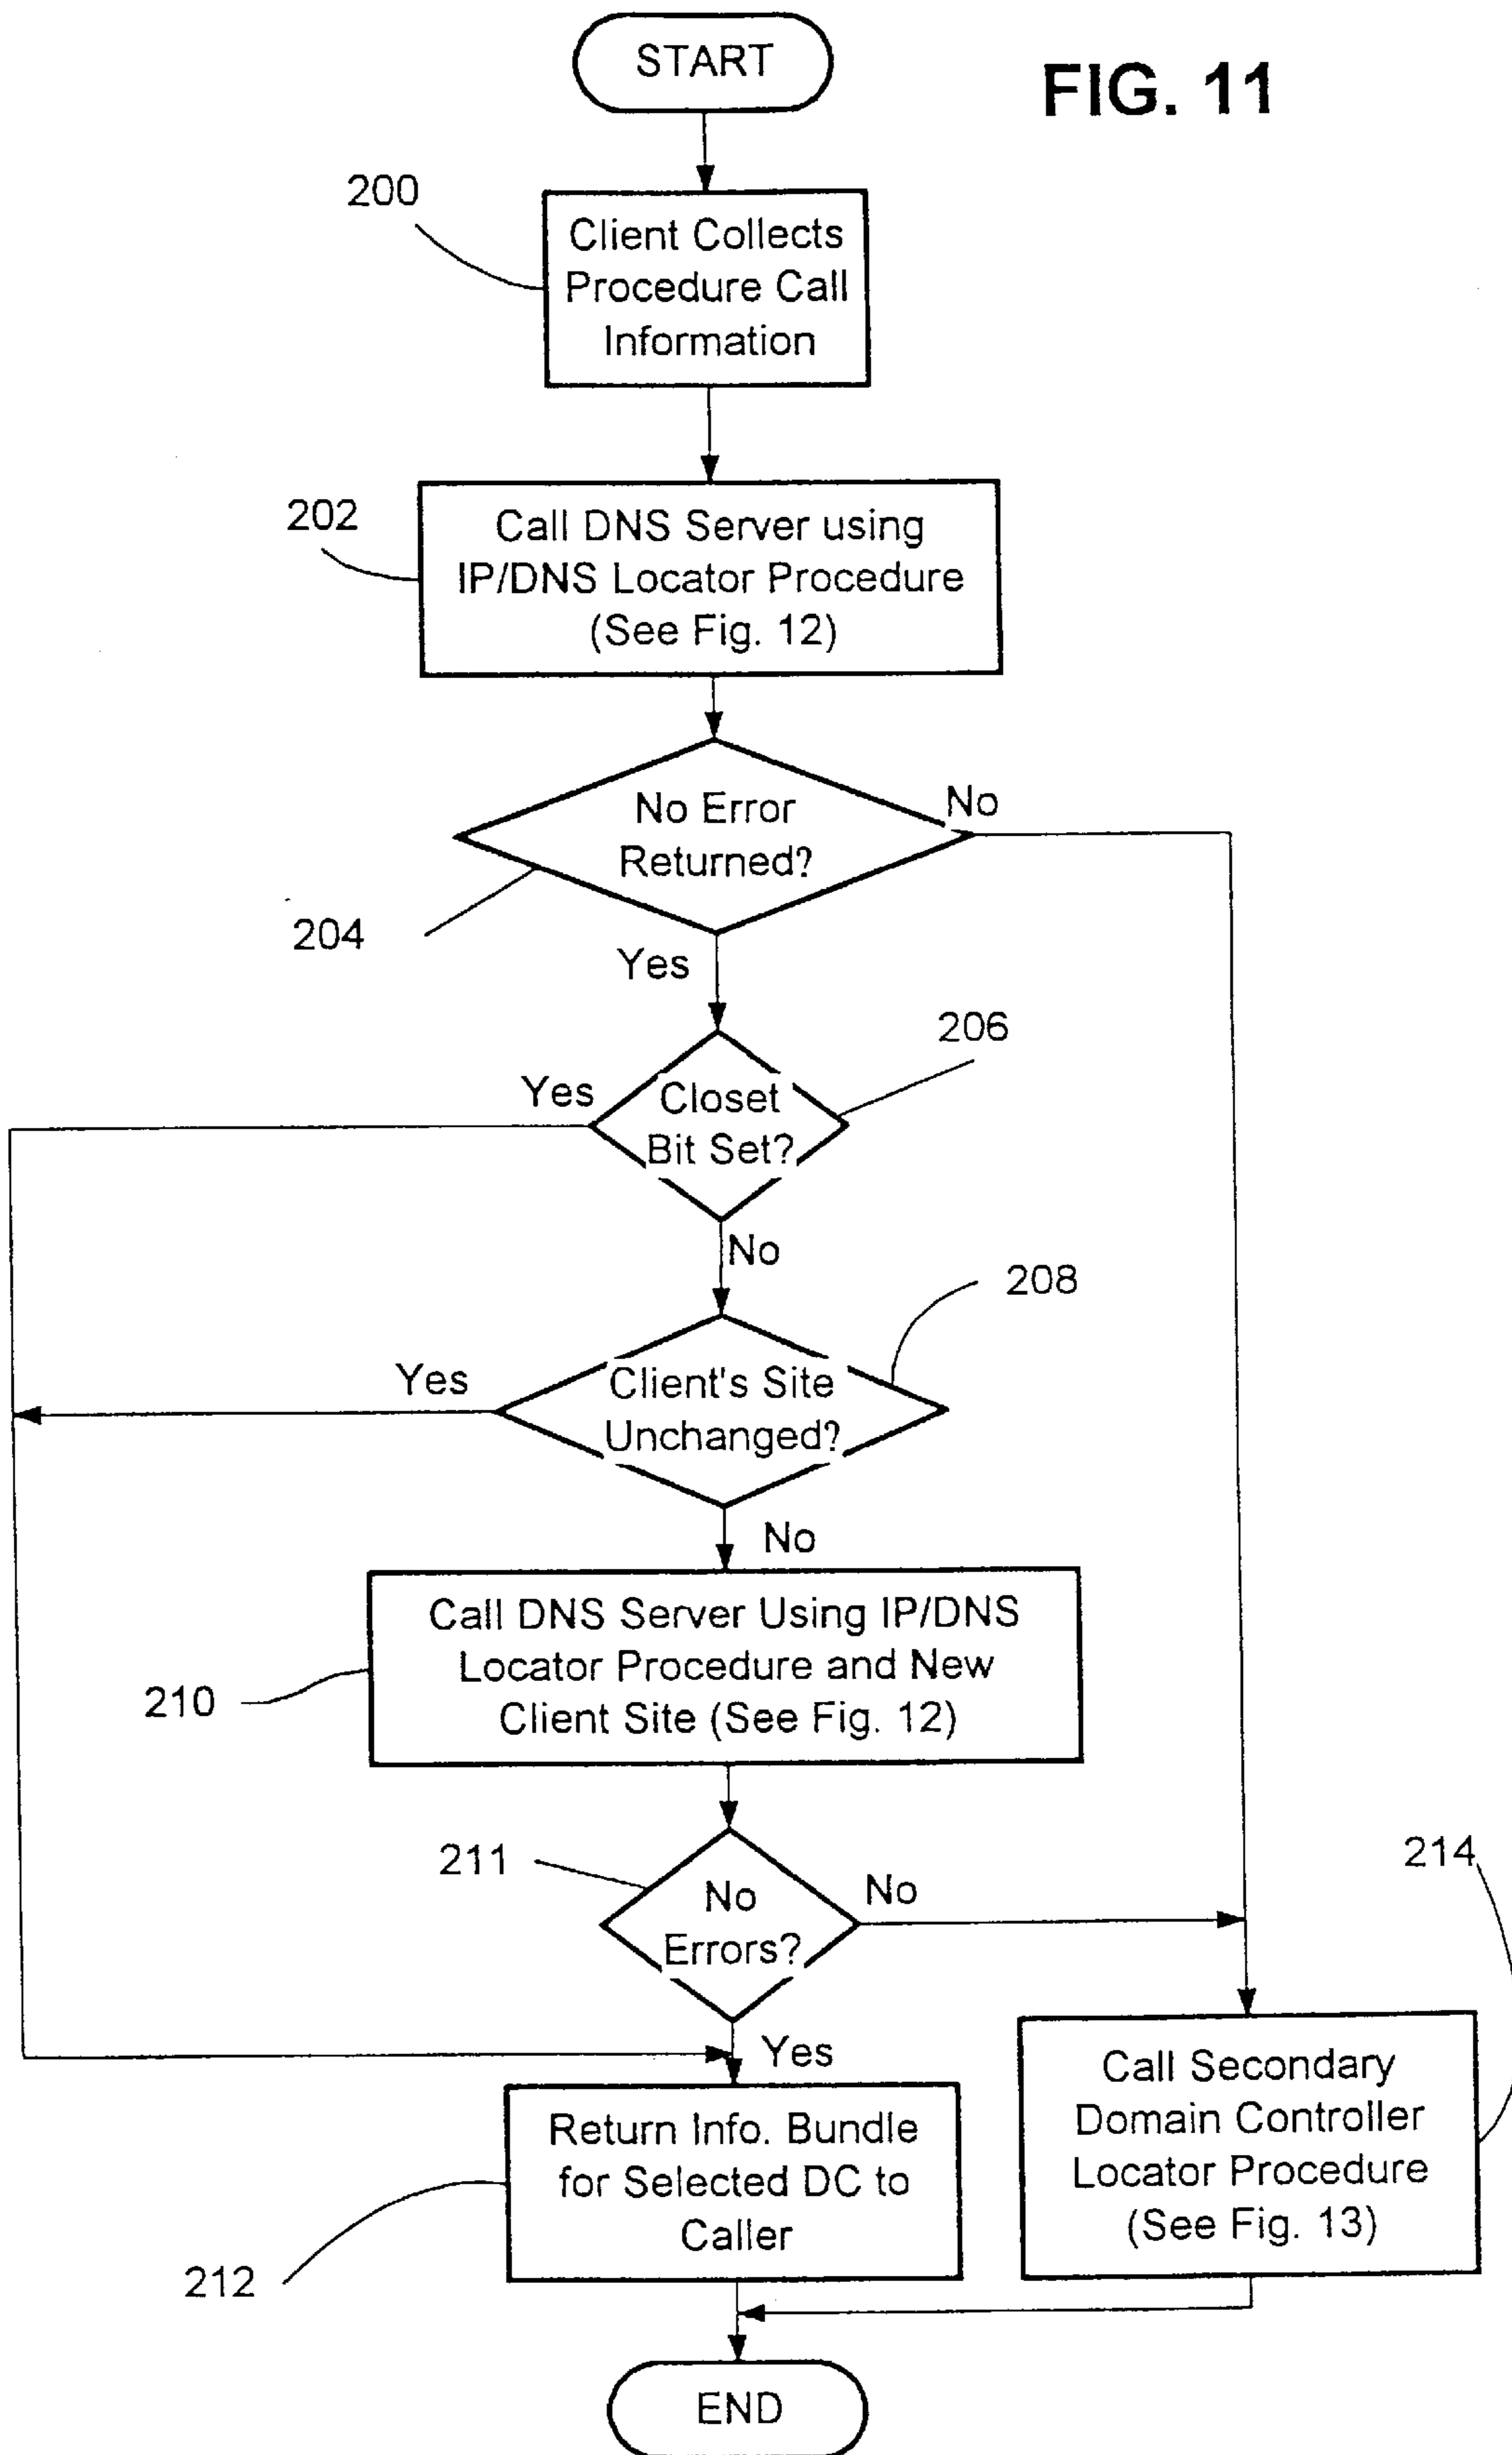 START
FIG. 11
200
Client Collects
Procedure Call
Information
202
Call DNS Server using
IP/DNS Locator Procedure
(See Fig. 12)
No Error
Returned?
No
204
Yes
206
Yes
Closet
Bit Set?
No
208
Yes
Client's Site
Unchanged?
No
Call DNS Server Using IP/DNS
Locator Procedure and New
Client Site (See Fig. 12)
210
211
No
Errors?
No
214
Yes
Return Info. Bundle
for Selected DC to
Caller
212
Call Secondary
Domain Controller
Locator Procedure
(See Fig. 13)
END